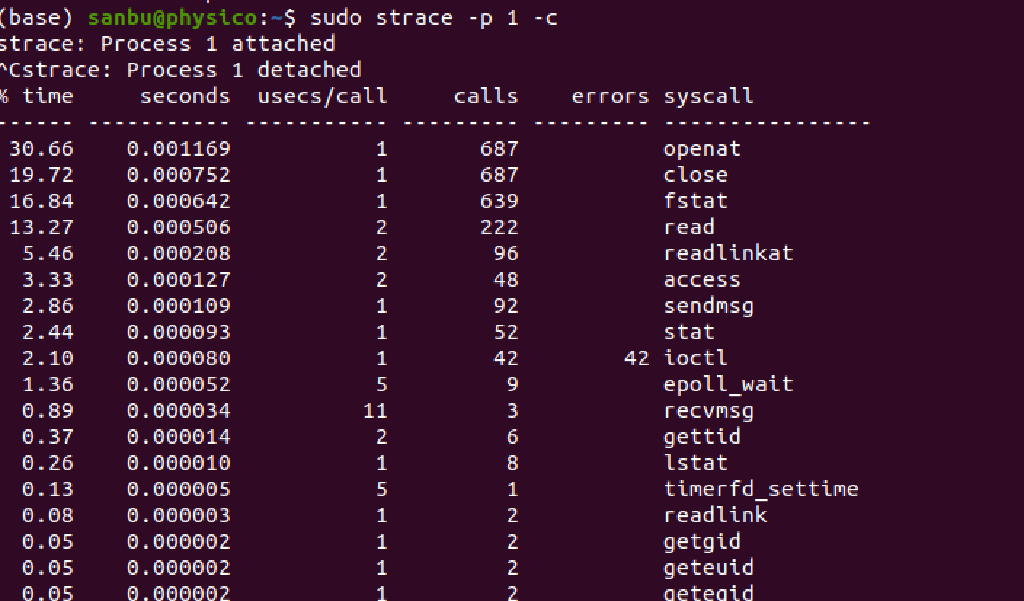 (base) sanbu@physico:~$ sudo strace -p 1 -c
strace: Process 1 attached
^Cstrace: Process 1 detached
% time     seconds  usecs/call     calls    errors syscall
------ ----------- ----------- --------- --------- ----------------
 30.66    0.001169           1       687           openat
 19.72    0.000752           1       687           close
 16.84    0.000642           1       639           fstat
 13.27    0.000506           2       222           read
  5.46    0.000208           2        96           readlinkat
  3.33    0.000127           2        48           access
  2.86    0.000109           1        92           sendmsg
  2.44    0.000093           1        52           stat
  2.10    0.000080           1        42        42 ioctl
  1.36    0.000052           5         9           epoll_wait
  0.89    0.000034          11         3           recvmsg
  0.37    0.000014           2         6           gettid
  0.26    0.000010           1         8           lstat
  0.13    0.000005           5         1           timerfd_settime
  0.08    0.000003           1         2           readlink
  0.05    0.000002           1         2           getgid
  0.05    0.000002           1         2           geteuid
  0.05    0.000002           1         2           getegid